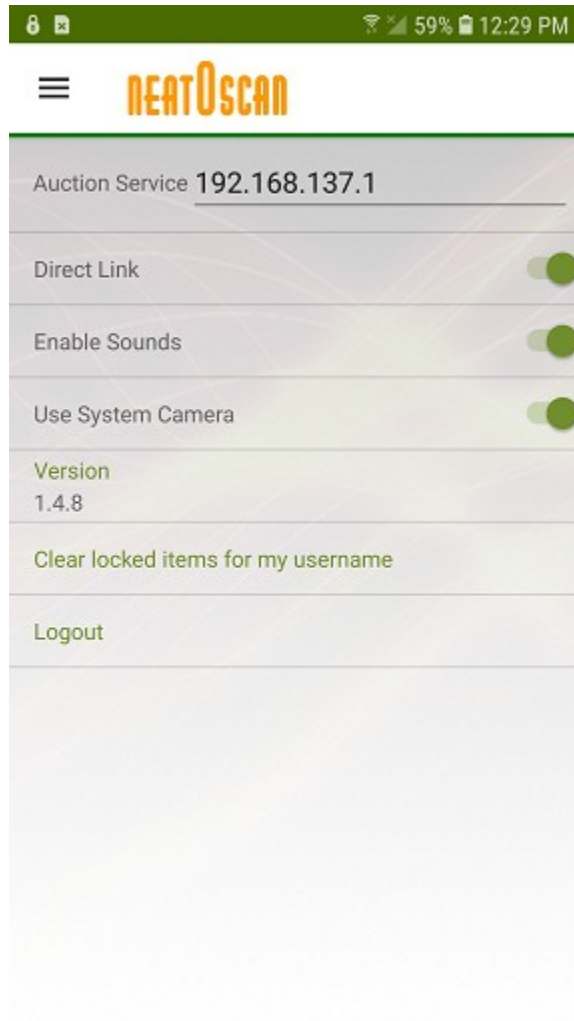 59% 12:29 PM
neatOscan
Auction Service 192.168.137.1
Direct Link
Enable Sounds
Use System Camera
Version
1.4.8
Clear locked items for my username
Logout